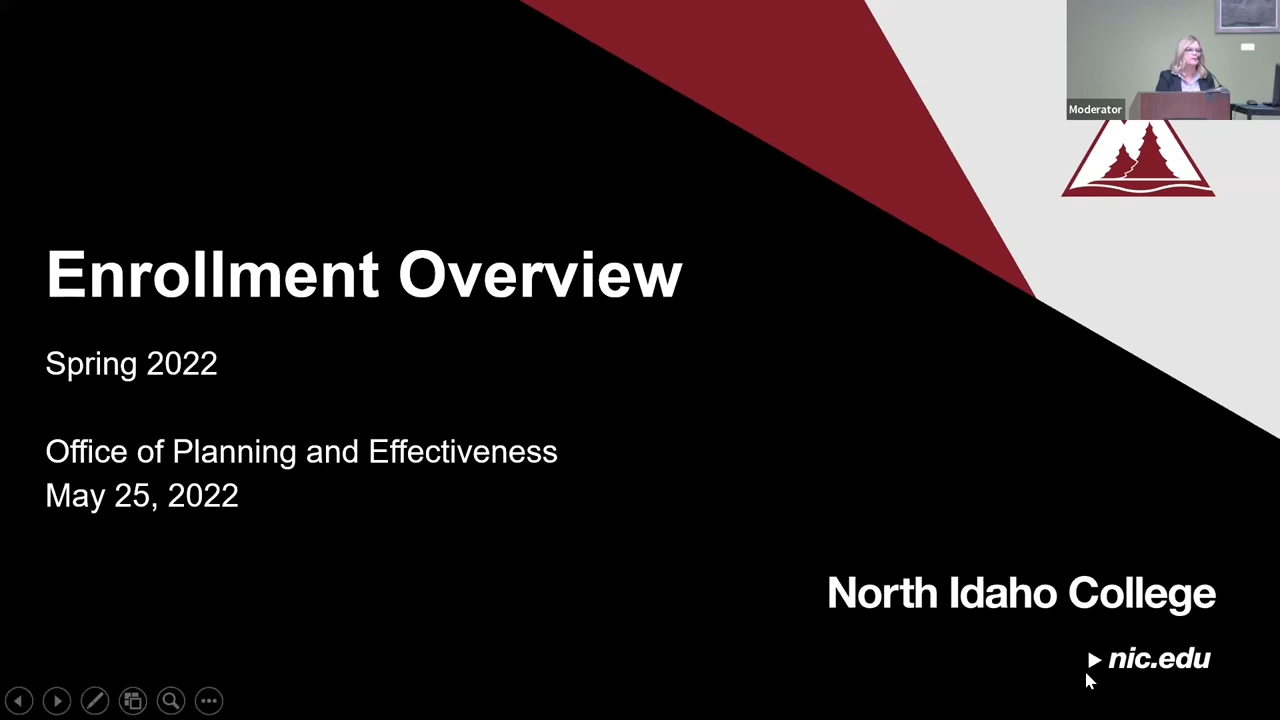 Moderator
Enrollment Overview
Spring 2022
Office of Planning and Effectiveness
May 25, 2022
North Idaho College
nic.edu